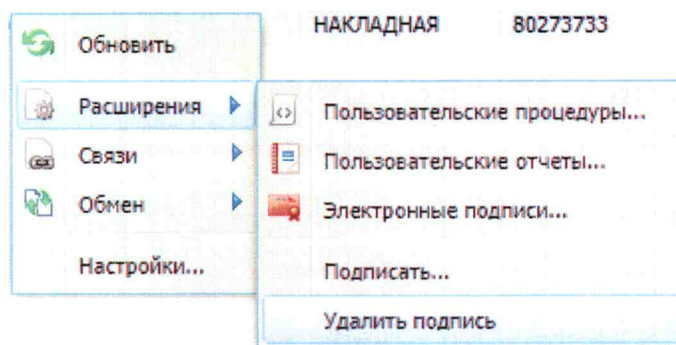 НАКЛАДНАЯ 80273733
Обновить
Расширения
Связи
Обмен
Настройки...
Пользовательские процедуры...
Пользовательские отчеты...
Электронные подписи...
Подписать...
Удалить подпись